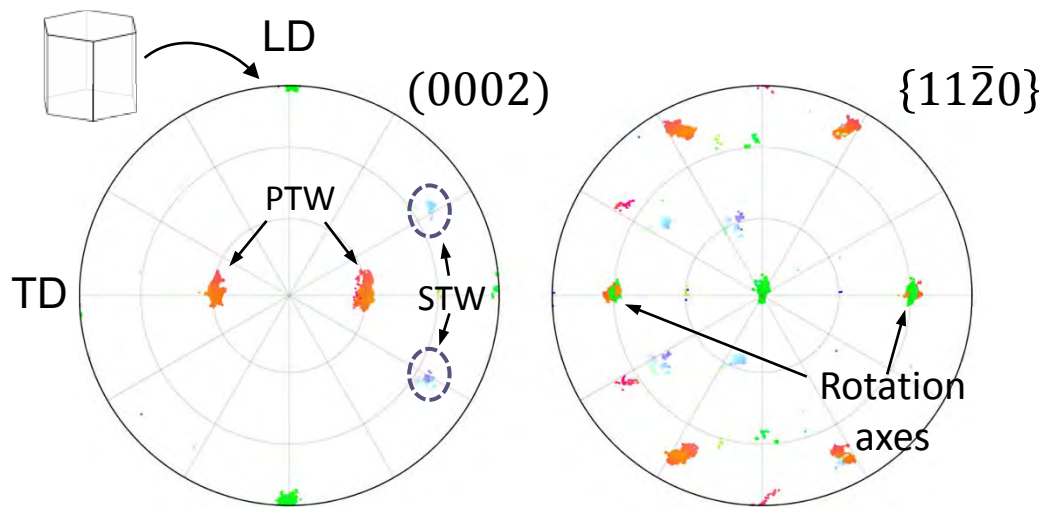 LD
(0002)
{112̄0}
PTW
TD
STW
Rotation
axes